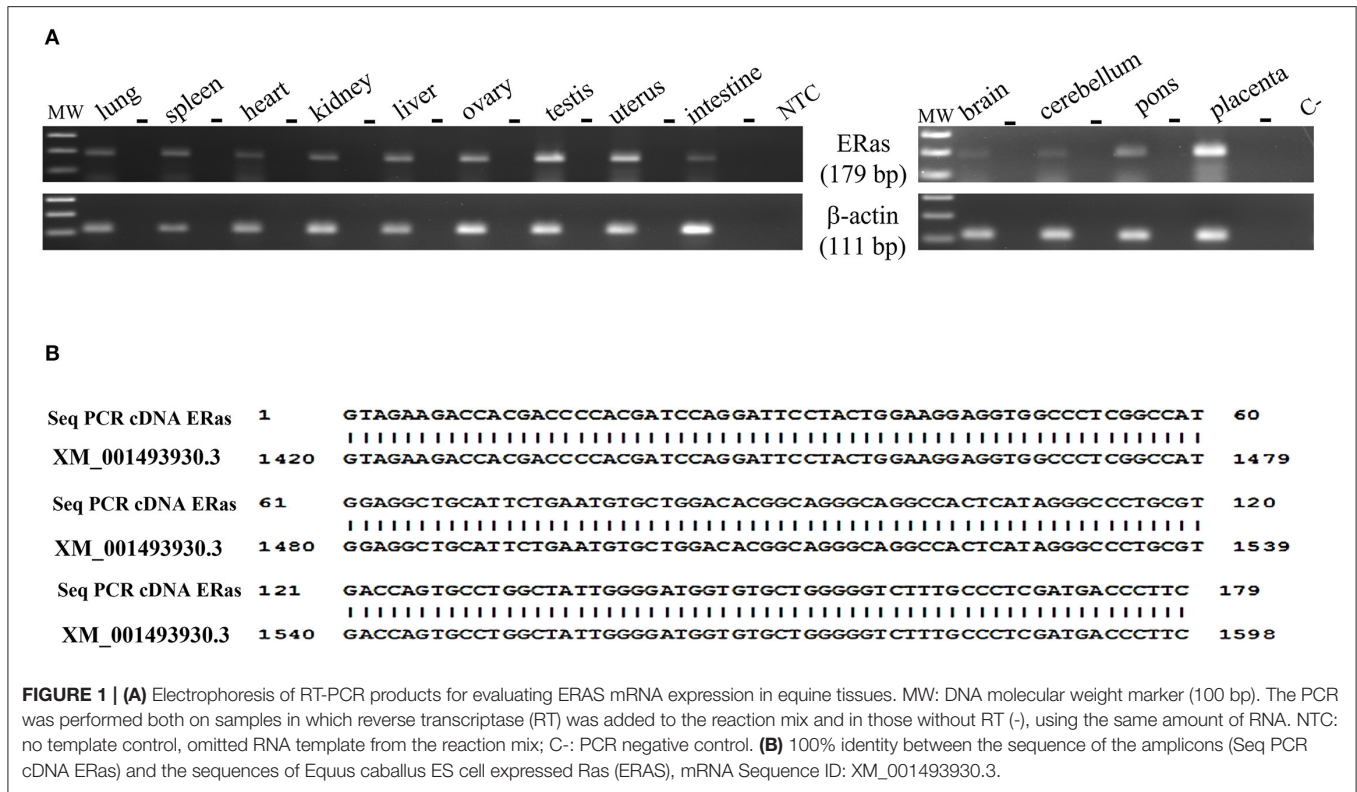 A
MW lung - spleen - heart - kidney - liver - ovary - testis - uterus - intestine - NTC
MW brain - cerebellum - pons - placenta - C-
ERas
(179 bp)
β-actin
(111 bp)
B
Seq PCR cDNA ERas 1 GTAGAAGACCACGACCCCACGATCCAGGATTCCTACTGGAAGGAGGTGGCCCTCGGCCAT 60
XM_001493930.3 1420 GTAGAAGACCACGACCCCACGATCCAGGATTCCTACTGGAAGGAGGTGGCCCTCGGCCAT 1479
Seq PCR cDNA ERas 61 GGAGGCTGCATTCTGAATGTGCTGGACACGGCAGGGCAGGCCACTCATAGGGCCCTGCGT 120
XM_001493930.3 1480 GGAGGCTGCATTCTGAATGTGCTGGACACGGCAGGGCAGGCCACTCATAGGGCCCTGCGT 1539
Seq PCR cDNA ERas 121 GACCAGTGCCTGGCTATTGGGGATGGTGTGCTGGGGGTCTTTGCCCTCGATGACCCTTC 179
XM_001493930.3 1540 GACCAGTGCCTGGCTATTGGGGATGGTGTGCTGGGGGTCTTTGCCCTCGATGACCCTTC 1598
FIGURE 1 | (A) Electrophoresis of RT-PCR products for evaluating ERAS mRNA expression in equine tissues. MW: DNA molecular weight marker (100 bp). The PCR
was performed both on samples in which reverse transcriptase (RT) was added to the reaction mix and in those without RT (-), using the same amount of RNA. NTC:
no template control, omitted RNA template from the reaction mix; C-: PCR negative control. (B) 100% identity between the sequence of the amplicons (Seq PCR
cDNA ERas) and the sequences of Equus caballus ES cell expressed Ras (ERAS), mRNA Sequence ID: XM_001493930.3.